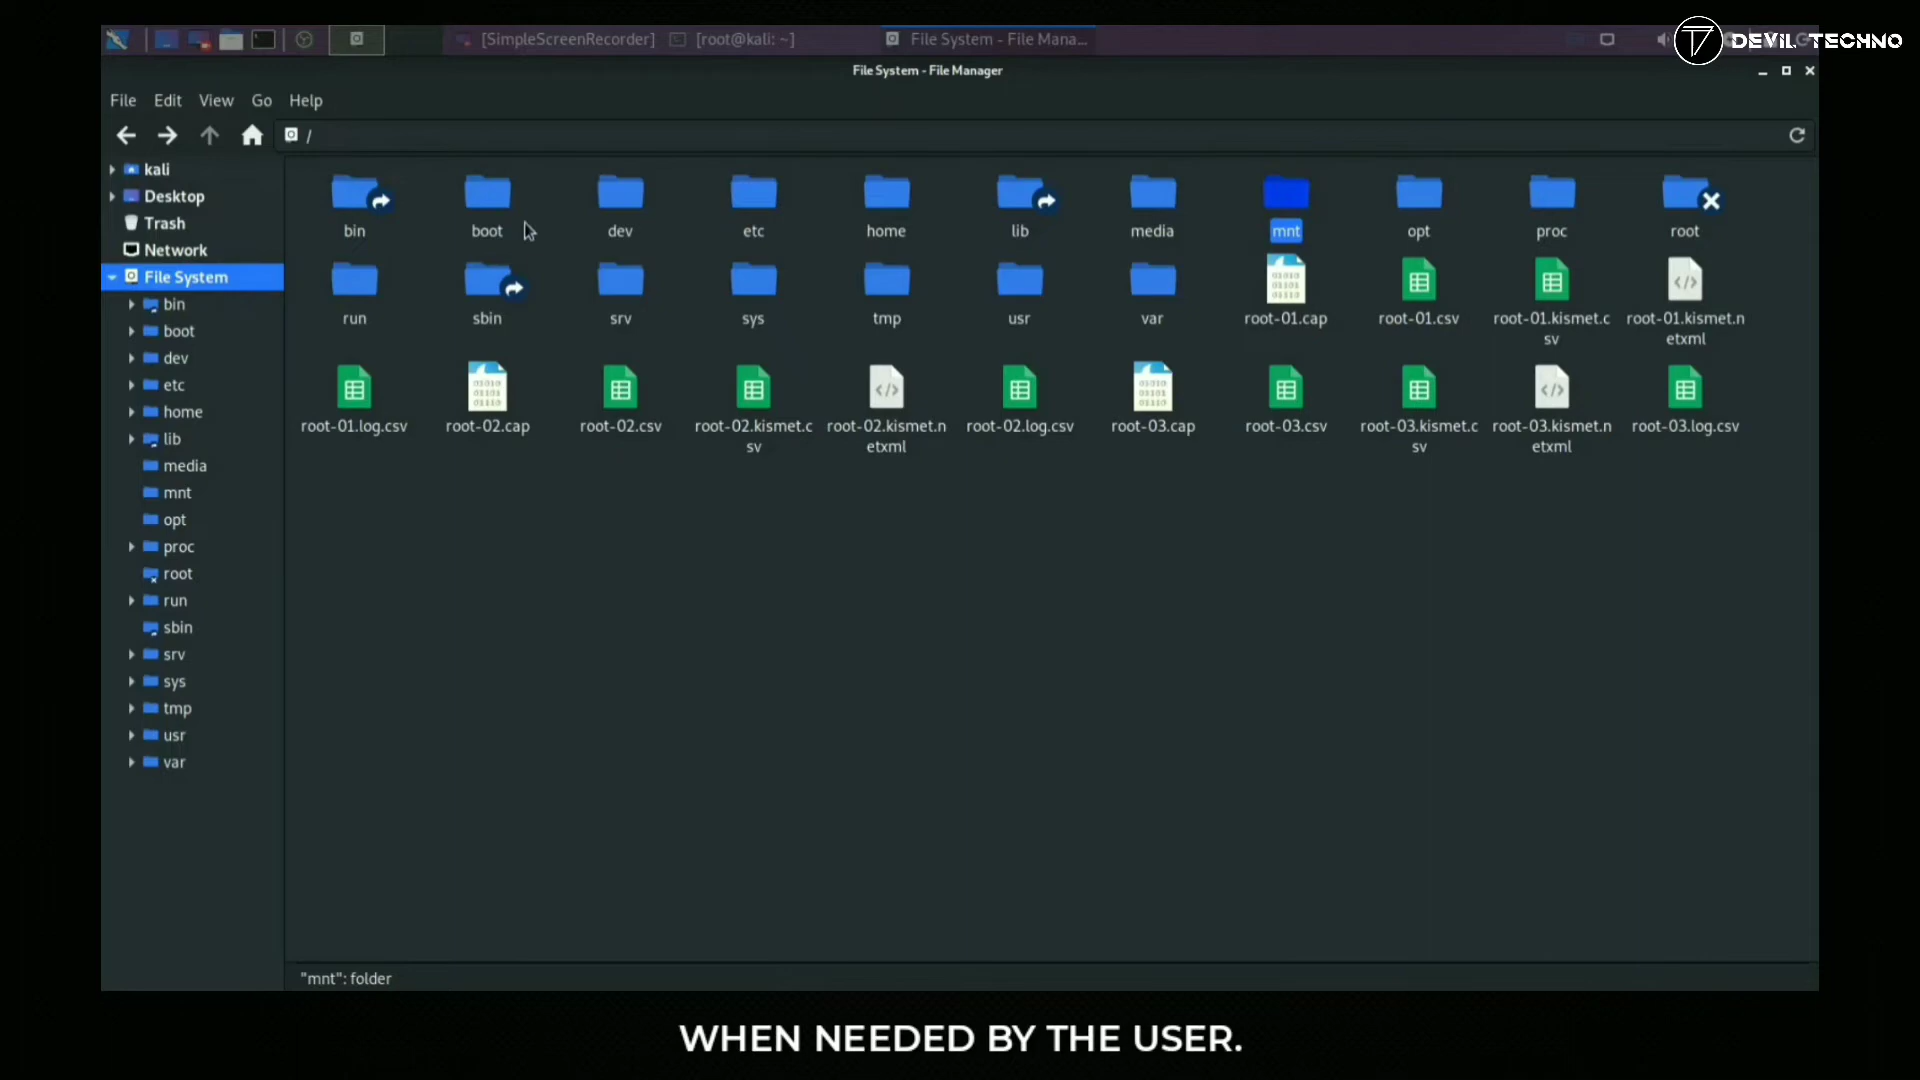 [SimpleScreenRecorder]
[root@kali: ~]
File System - File Mana...
DEVIL TECHNO
File System - File Manager
File Edit View Go Help
/
kali
Desktop
Trash
Network
File System
bin
boot
dev
etc
home
lib
media
mnt
opt
proc
root
run
sbin
srv
sys
tmp
usr
var
bin boot dev etc home lib media mnt opt proc root
run sbin srv sys tmp usr var root-01.cap root-01.csv root-01.kismet.c root-01.kismet.n
sv etxml
root-01.log.csv root-02.cap root-02.csv root-02.kismet.c root-02.kismet.n root-02.log.csv root-03.cap root-03.csv root-03.kismet.c root-03.kismet.n root-03.log.csv
sv etxml sv etxml
"mnt": folder
WHEN NEEDED BY THE USER.